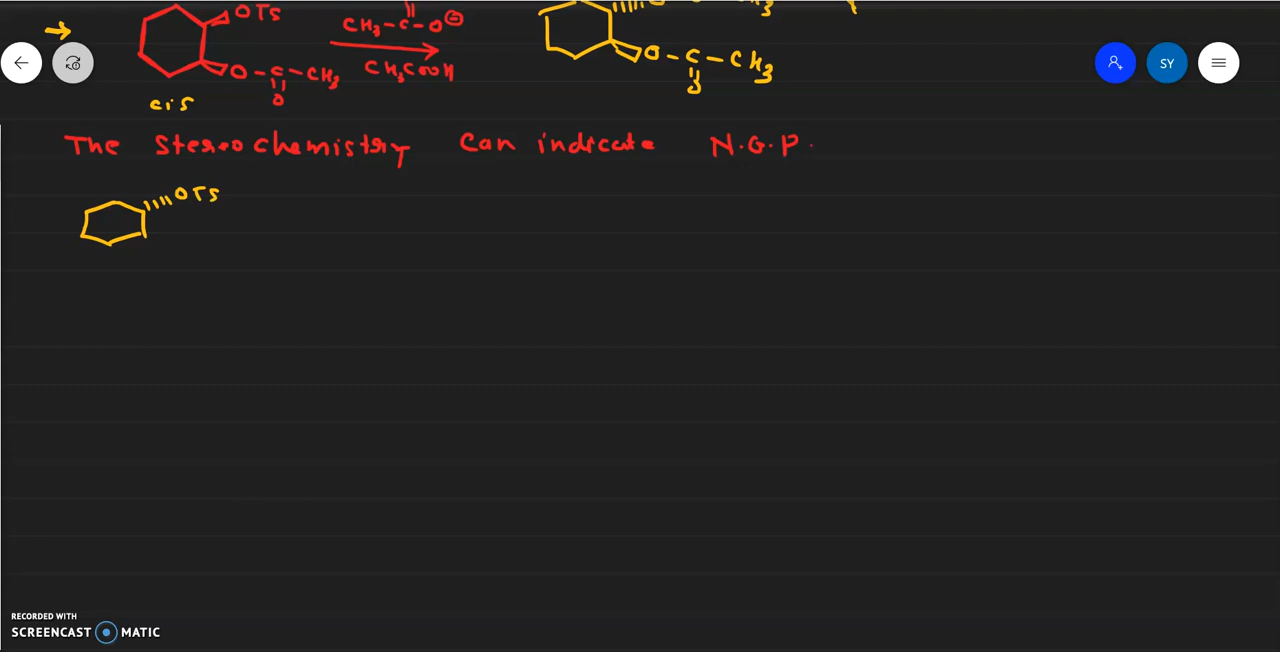 OTS
CH3-C-O⊖
O-C-CH3
CH3COOH
O-C-CH3
O
cis
SY
The Stereochemistry Can indicate N.G.P.
OTS
RECORDED WITH
SCREENCAST MATIC